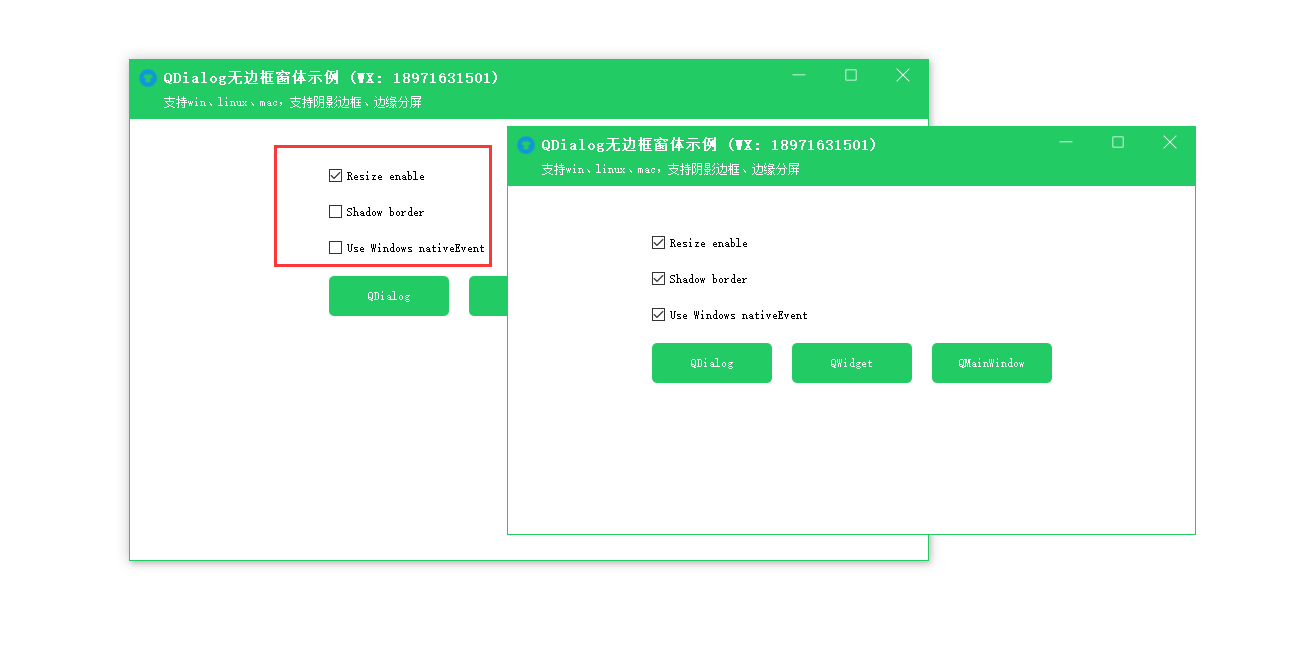 QDialog无边框窗体示例 (WX: 18971631501)
支持win、linux、mac，支持阴影边框、边缘分屏
Resize enable
Shadow border
Use Windows nativeEvent
QDialog
QDialog无边框窗体示例 (WX: 18971631501)
支持win、linux、mac，支持阴影边框、边缘分屏
Resize enable
Shadow border
Use Windows nativeEvent
QDialog QWidget QMainWindow